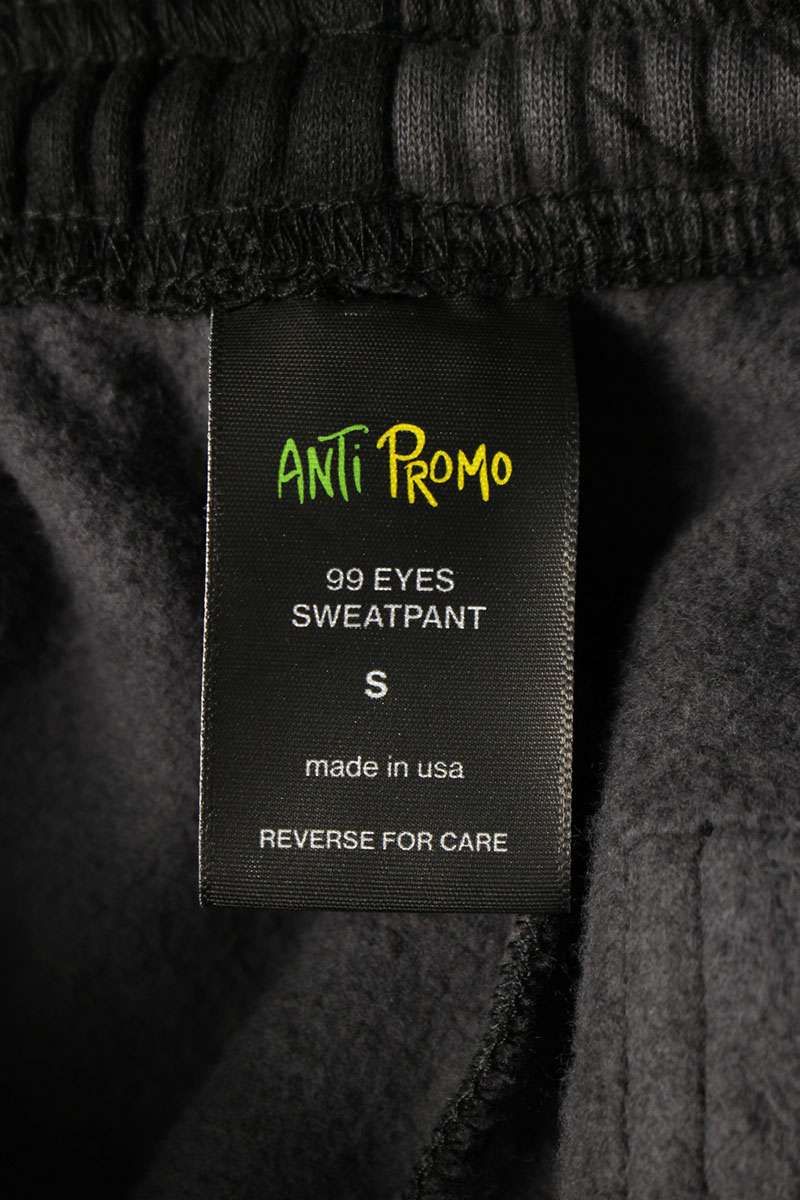 ANTi PROMO
99 EYES
SWEATPANT
S
made in usa
REVERSE FOR CARE